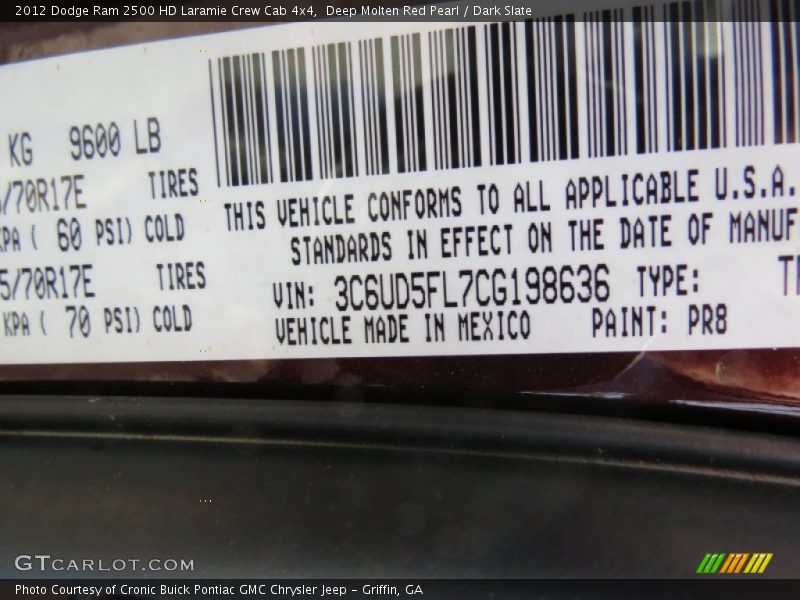 2012 Dodge Ram 2500 HD Laramie Crew Cab 4x4, Deep Molten Red Pearl / Dark Slate
KG 9600 LB
/70R17E TIRES
KPA ( 60 PSI) COLD
5/70R17E TIRES
KPA ( 70 PSI) COLD
THIS VEHICLE CONFORMS TO ALL APPLICABLE U.S.A.
STANDARDS IN EFFECT ON THE DATE OF MANUF
VIN: 3C6UD5FL7CG198636 TYPE:
VEHICLE MADE IN MEXICO PAINT: PR8
GTCARLOT.COM
Photo Courtesy of Cronic Buick Pontiac GMC Chrysler Jeep - Griffin, GA